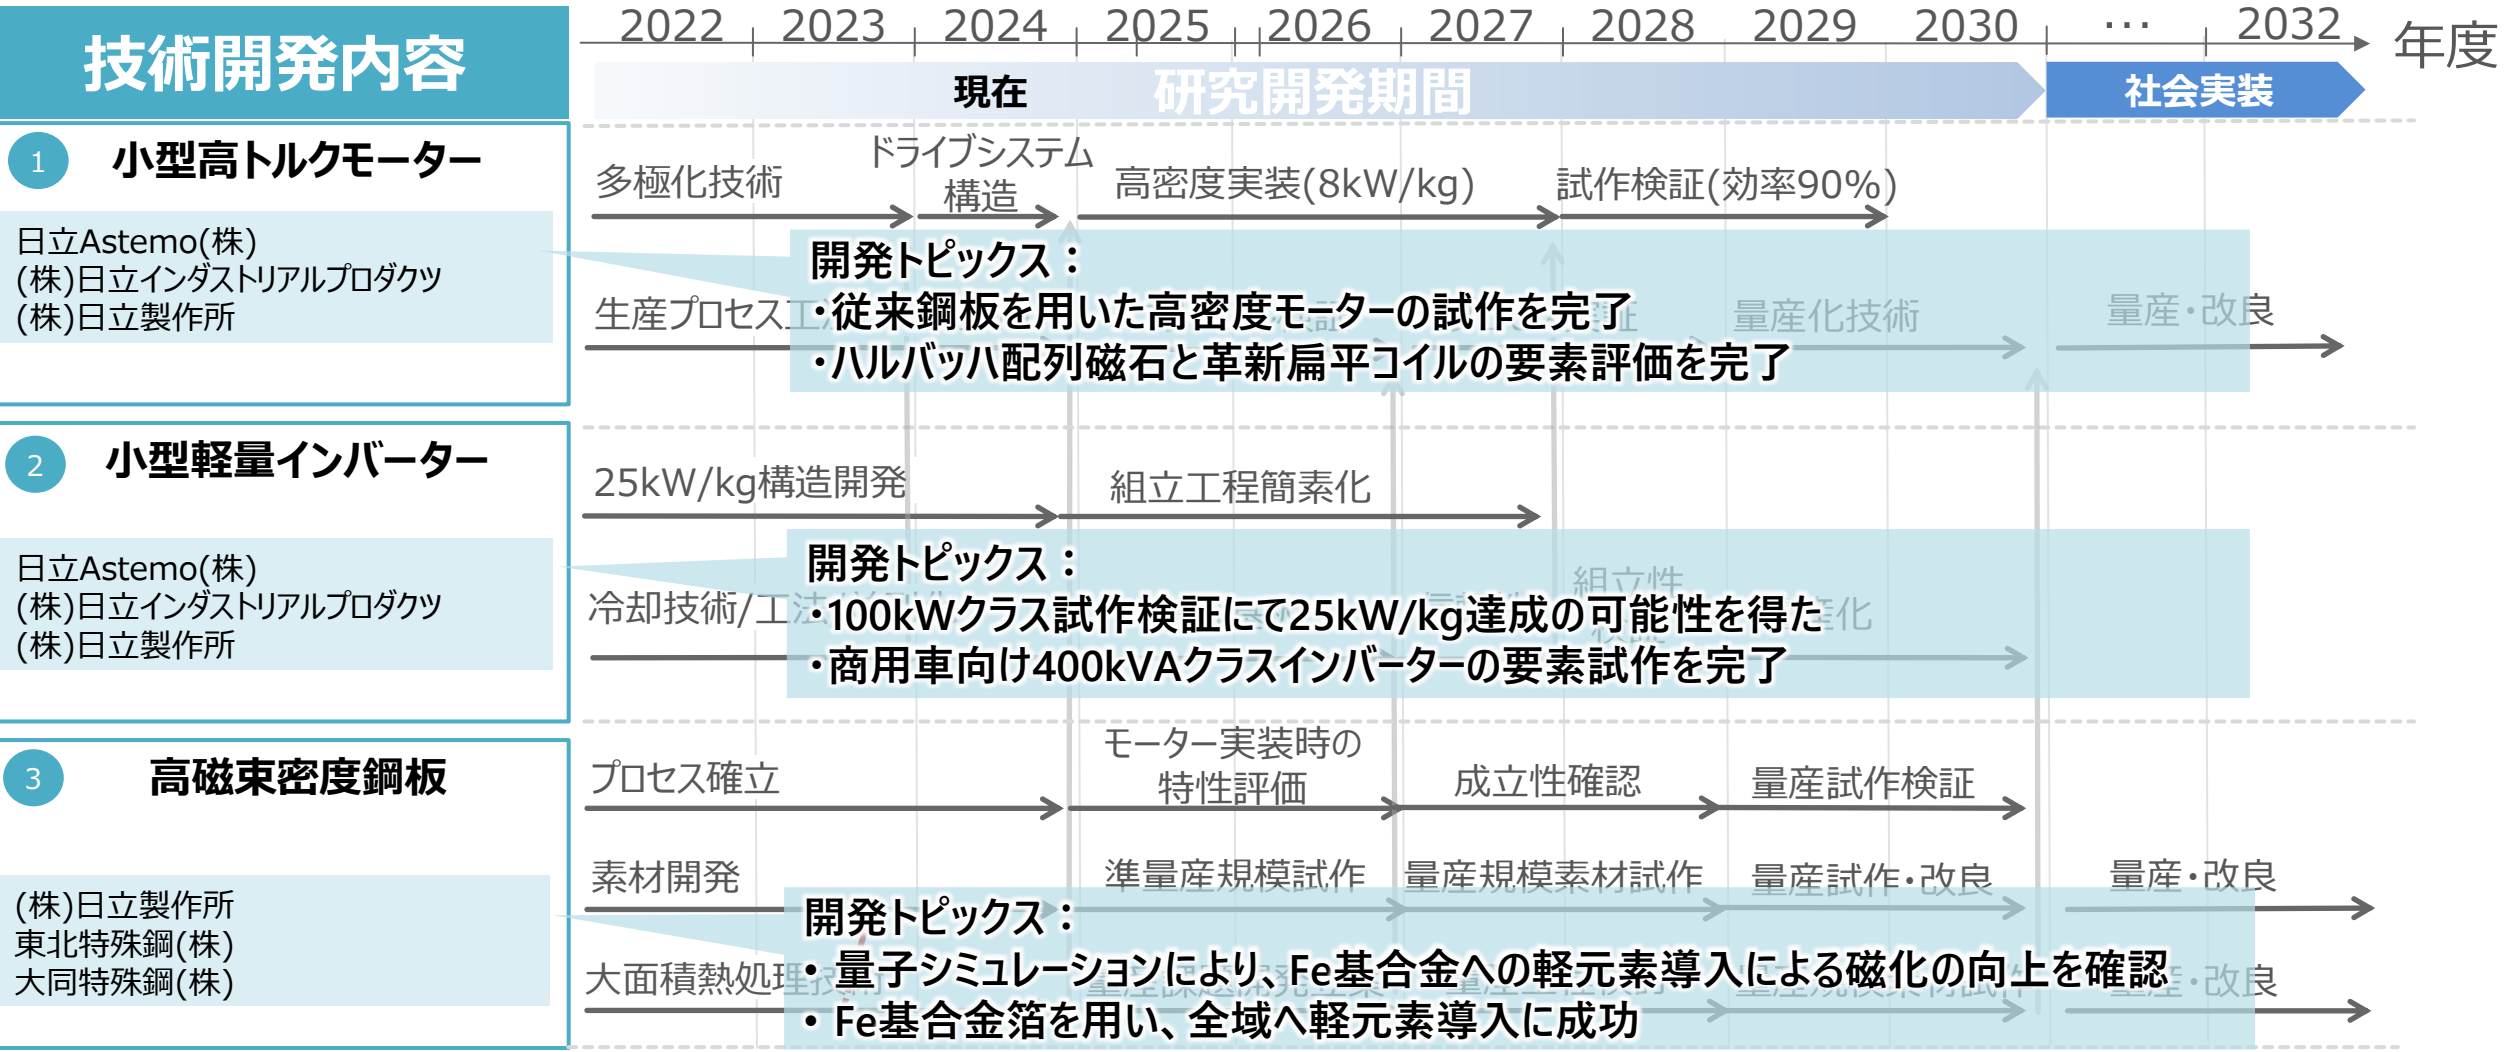 技術開発内容
2022 2023 2024 2025 2026 2027 2028 2029 2030 … 2032 年度
現在 研究開発期間 社会実装
1 小型高トルクモーター
日立Astemo(株)
(株)日立インダストリアルプロダクツ
(株)日立製作所
多極化技術
ドライブシステム
構造
高密度実装(8kW/kg)
試作検証(効率90%)
生産プロセス工
量産化技術
量産・改良
開発トピックス：
・従来鋼板を用いた高密度モーターの試作を完了
・ハルバッハ配列磁石と革新扁平コイルの要素評価を完了
2 小型軽量インバーター
日立Astemo(株)
(株)日立インダストリアルプロダクツ
(株)日立製作所
25kW/kg構造開発
組立工程簡素化
冷却技術/工法
組立性
開発トピックス：
・100kWクラス試作検証にて25kW/kg達成の可能性を得た
・商用車向け400kVAクラスインバーターの要素試作を完了
3 高磁束密度鋼板
(株)日立製作所
東北特殊鋼(株)
大同特殊鋼(株)
プロセス確立
モーター実装時の
特性評価
成立性確認
量産試作検証
素材開発
準量産規模試作
量産規模素材試作
量産試作・改良
量産・改良
大面積熱処理技術
量産・改良
開発トピックス：
• 量子シミュレーションにより、Fe基合金への軽元素導入による磁化の向上を確認
• Fe基合金箔を用い、全域へ軽元素導入に成功